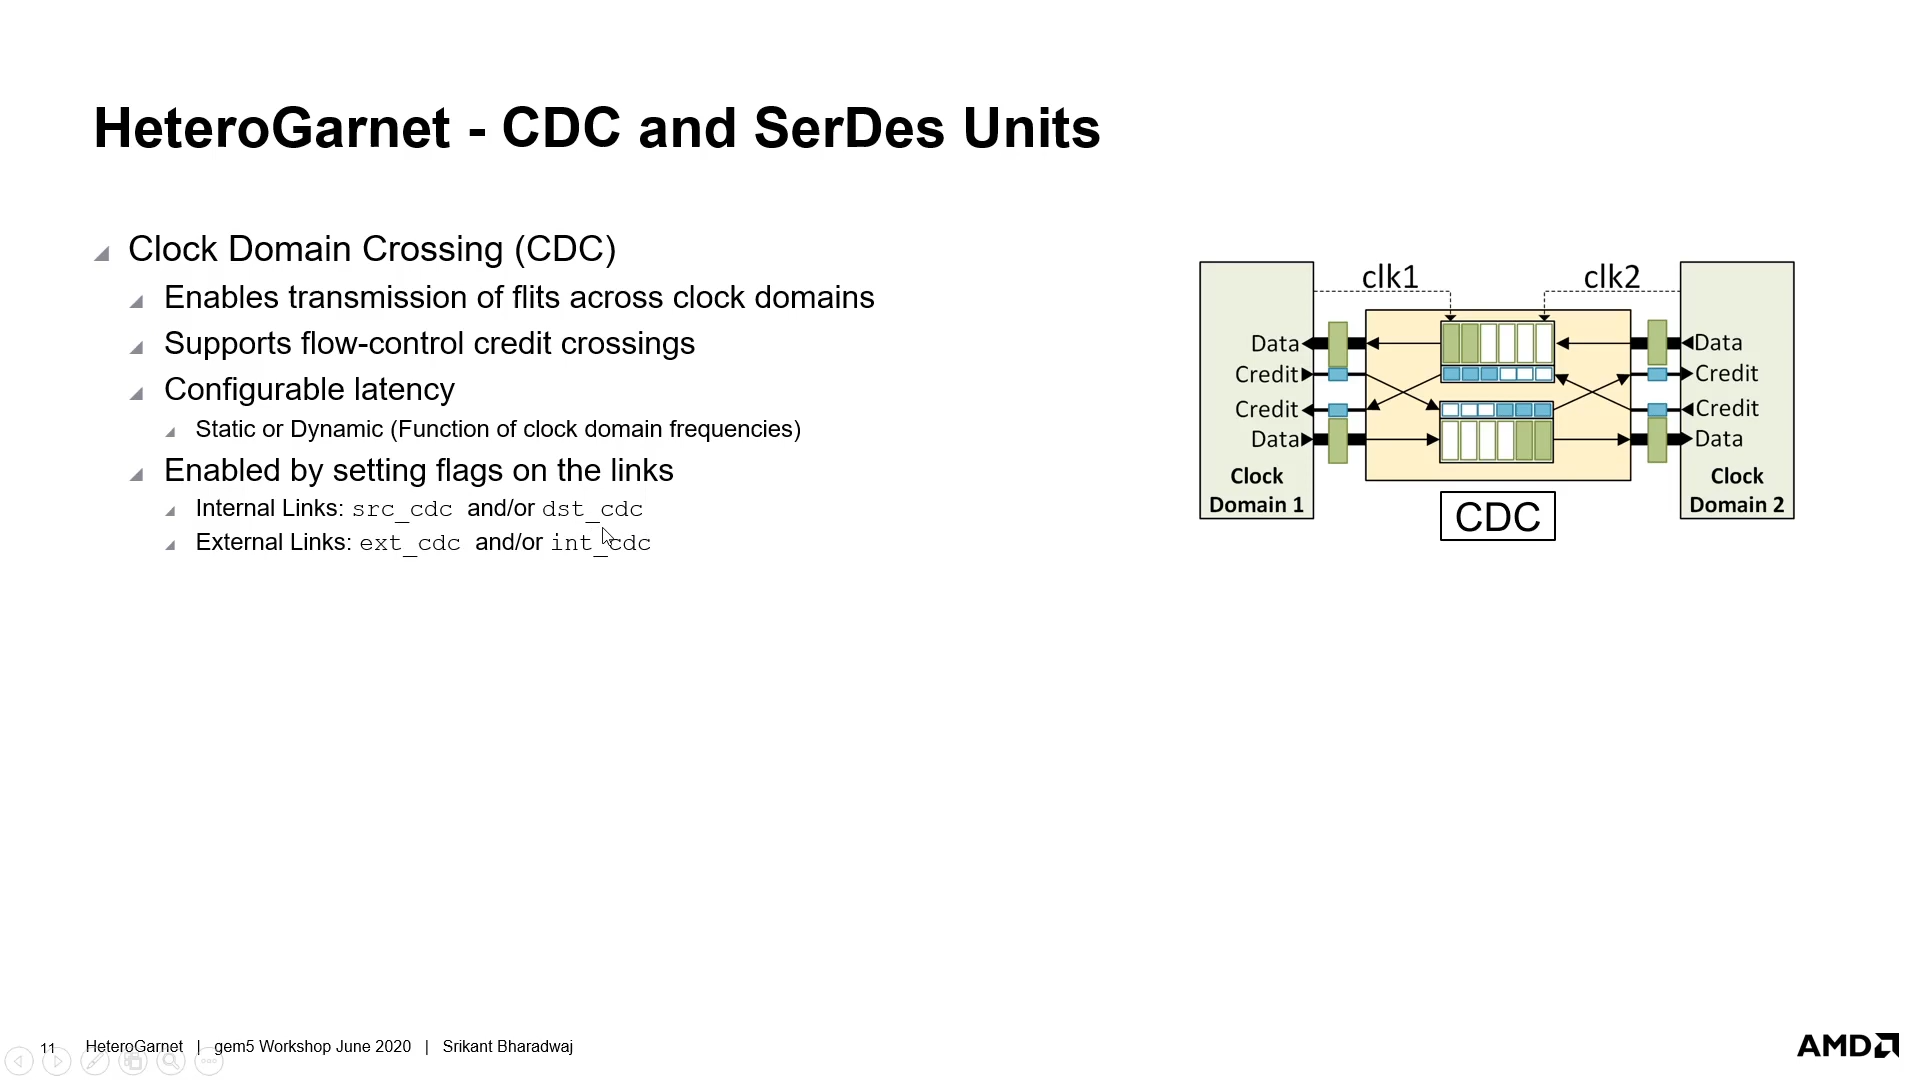 HeteroGarnet - CDC and SerDes Units
Clock Domain Crossing (CDC)
Enables transmission of flits across clock domains
Supports flow-control credit crossings
Configurable latency
Static or Dynamic (Function of clock domain frequencies)
Enabled by setting flags on the links
Internal Links: src_cdc and/or dst_cdc
External Links: ext_cdc and/or int_cdc
clk1
clk2
Data
Credit
Credit
Data
Clock
Domain 1
Data
Credit
Credit
Data
Clock
Domain 2
CDC
11 HeteroGarnet | gem5 Workshop June 2020 | Srikant Bharadwaj
AMD